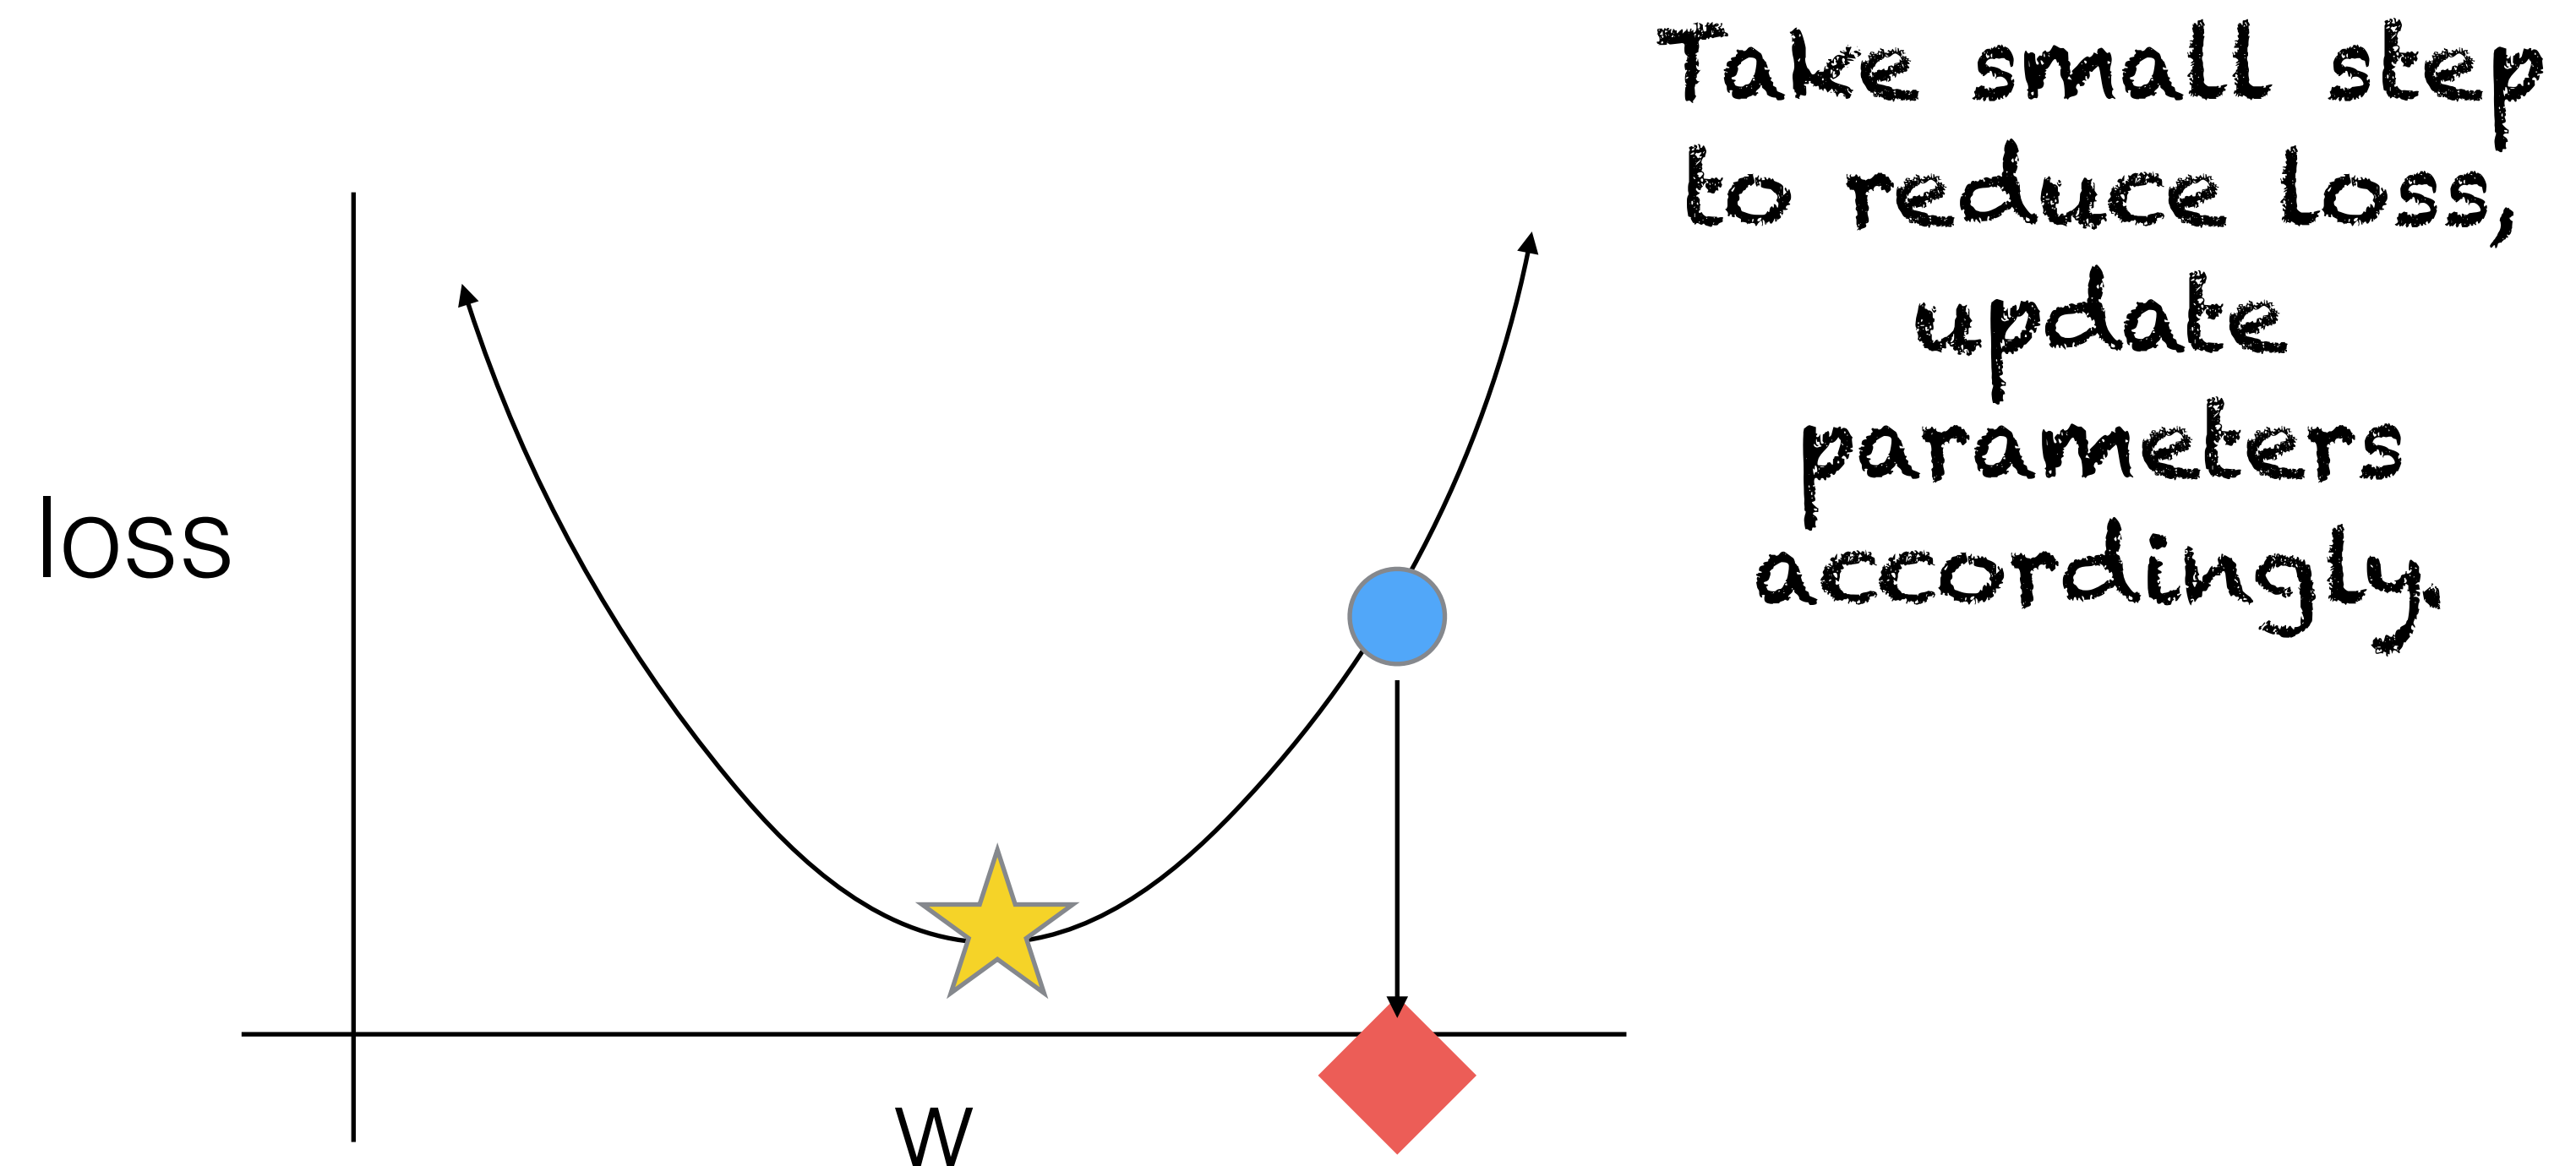 Take small step
to reduce loss,
update
parameters
accordingly.
loss
w